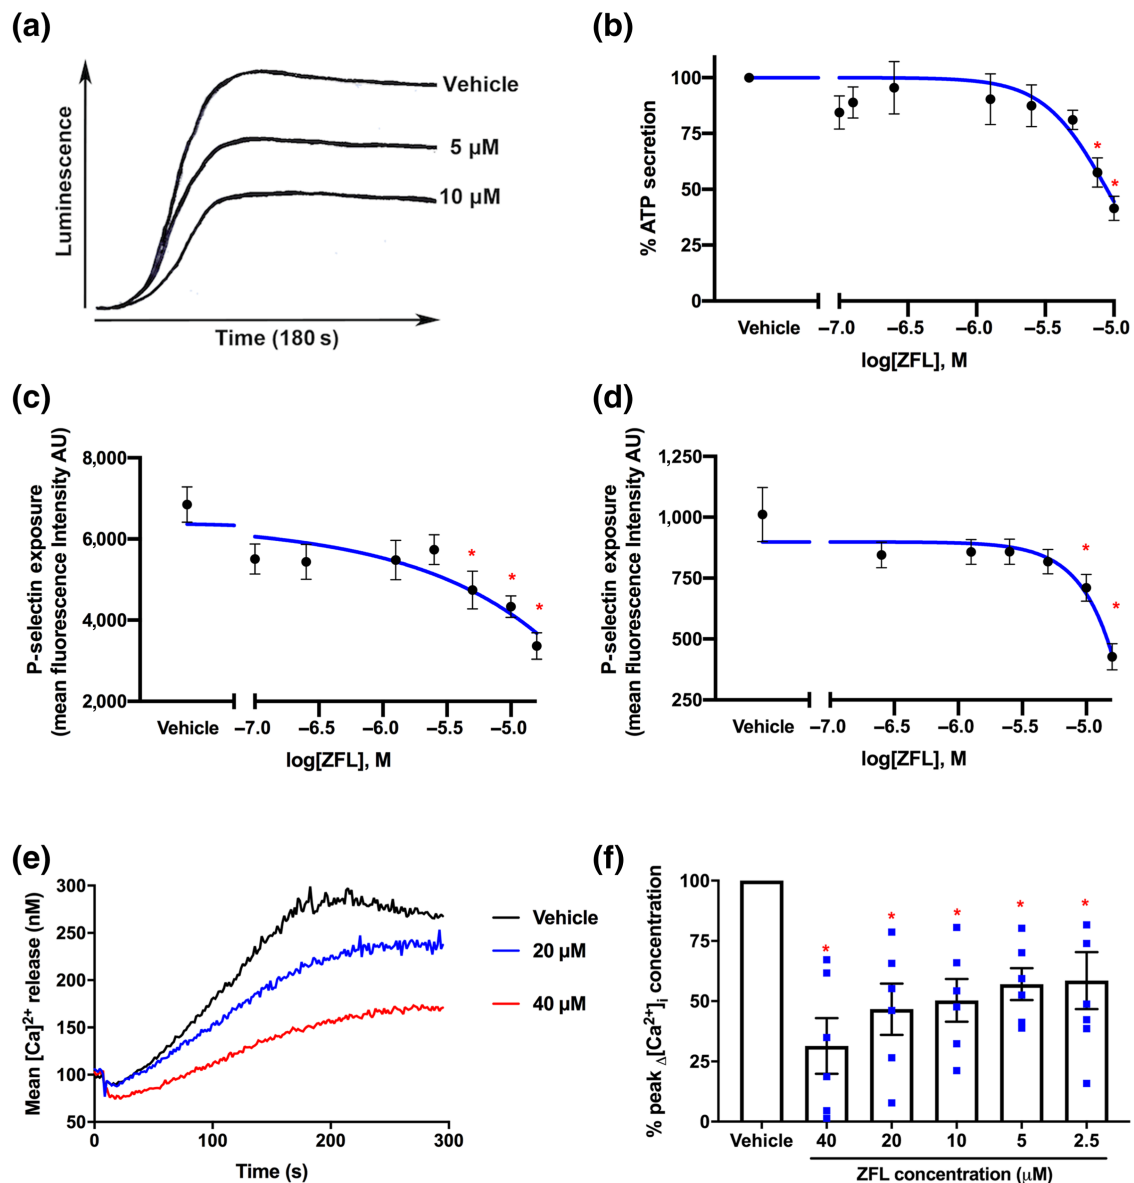 (a)
Luminescence
Vehicle
5 μM
10 μM
Time (180 s)
(b)
% ATP secretion
100
75
50
25
0
*
*
Vehicle
−7.0 −6.5 −6.0 −5.5 −5.0
log[ZFL], M
(c)
P-selectin exposure
(mean fluorescence Intensity AU)
8,000
6,000
4,000
2,000
* * *
Vehicle
−7.0 −6.5 −6.0 −5.5 −5.0
log[ZFL], M
(d)
P-selectin exposure
(mean Fluorescence Intensity AU)
1,250
1,000
750
500
250
* *
Vehicle
−7.0 −6.5 −6.0 −5.5 −5.0
log[ZFL], M
(e)
Mean [Ca]²⁺ release (nM)
300
250
200
150
100
50
0 100 200 300
Time (s)
Vehicle
20 μM
40 μM
(f)
% peak Δ[Ca²⁺]i concentration
100
75
50
25
0
* * * * *
Vehicle 40 20 10 5 2.5
ZFL concentration (μM)